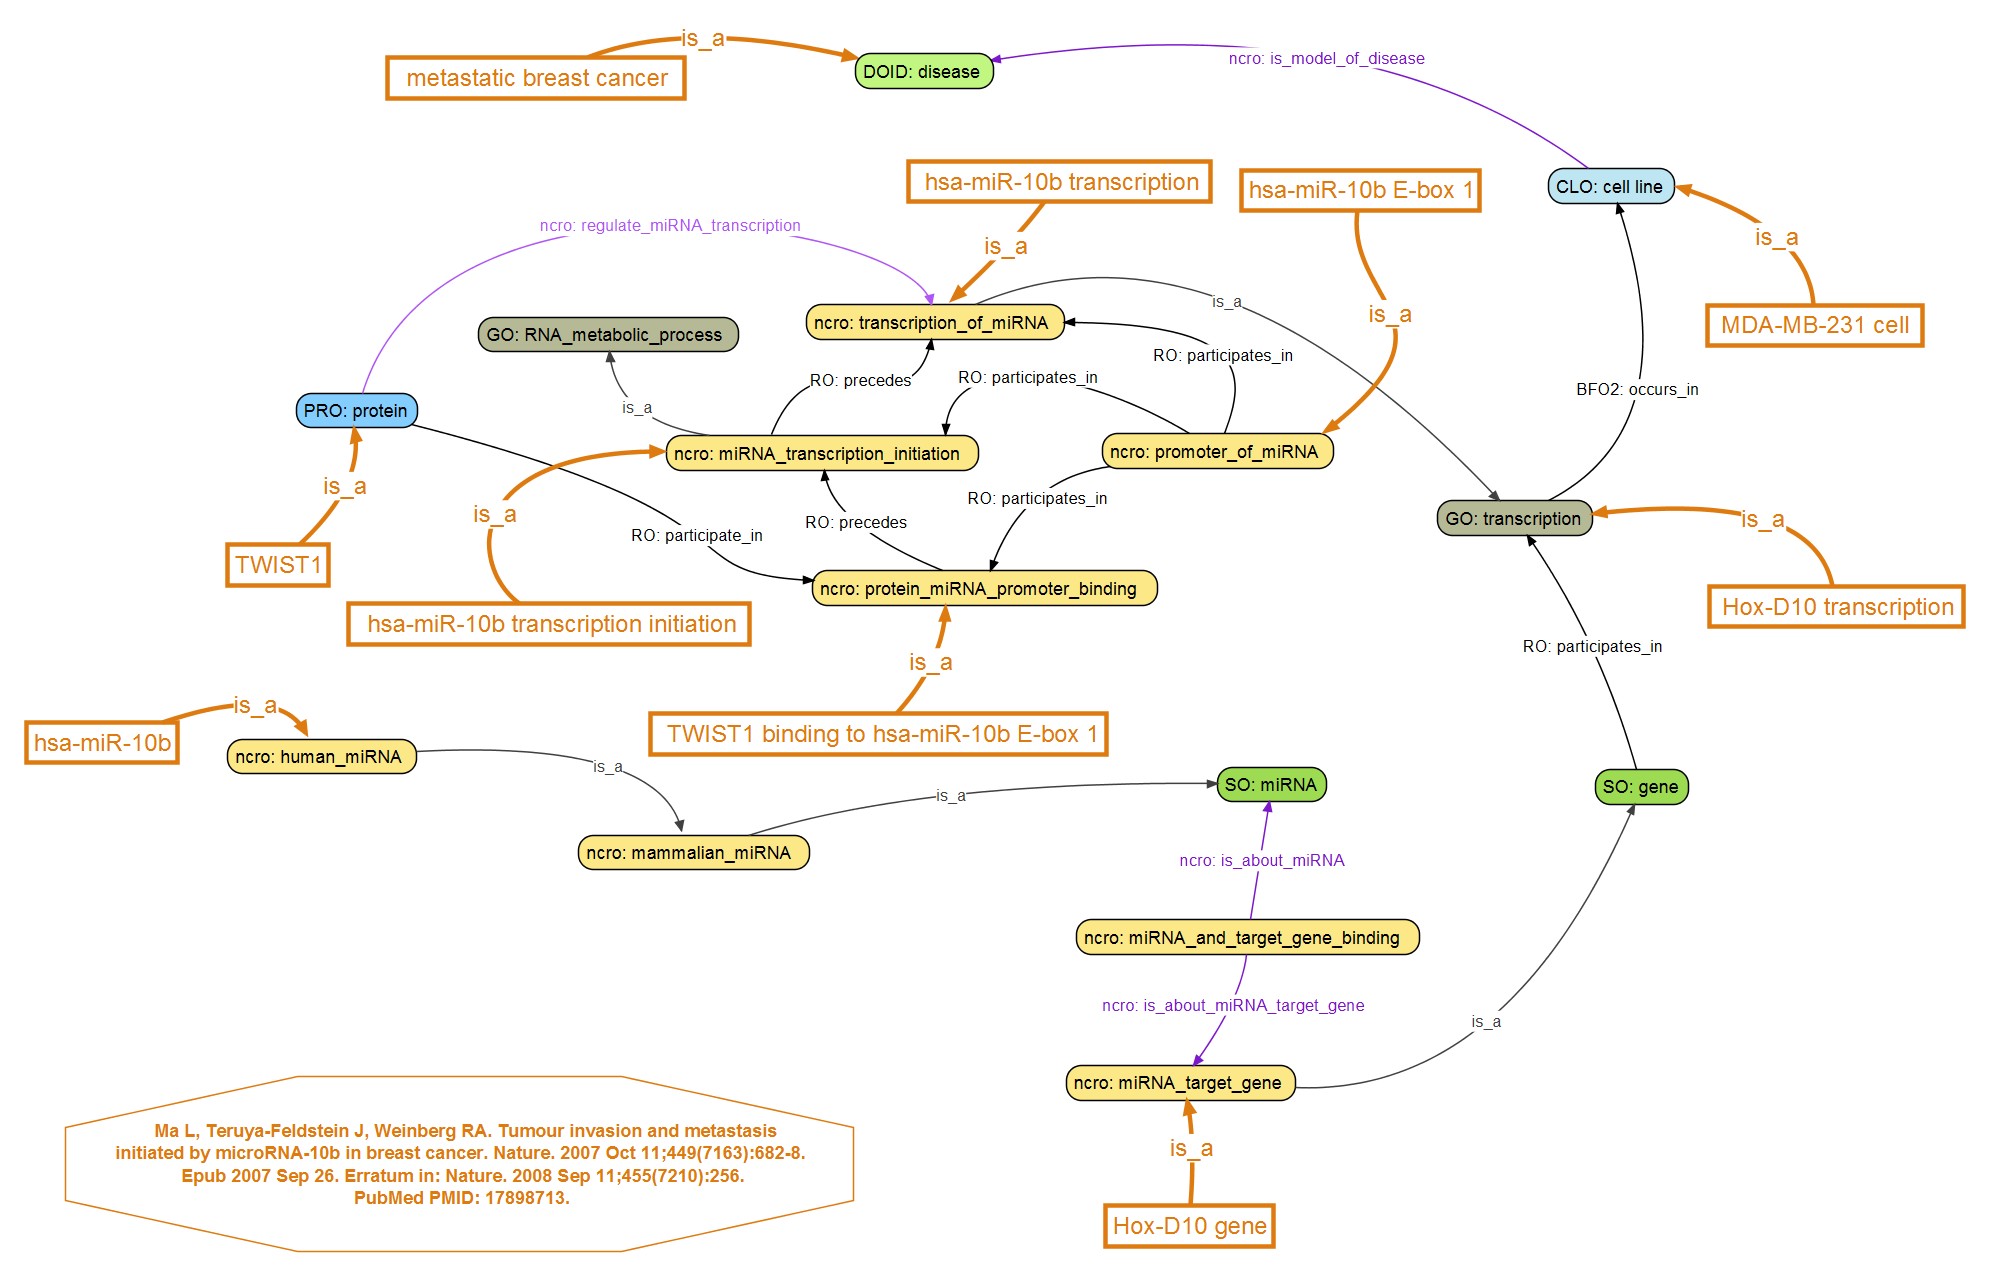 is_a
metastatic breast cancer
DOID: disease
ncro: is_model_of_disease
hsa-miR-10b transcription
hsa-miR-10b E-box 1
CLO: cell line
ncro: regulate_miRNA_transcription
is_a
is_a
is_a
is_a
MDA-MB-231 cell
ncro: transcription_of_miRNA
GO: RNA_metabolic_process
RO: participates_in
RO: precedes
RO: participates_in
BFO2: occurs_in
is_a
PRO: protein
ncro: miRNA_transcription_initiation
ncro: promoter_of_miRNA
is_a
is_a
RO: participates_in
RO: precedes
GO: transcription
is_a
RO: participate_in
TWIST1
ncro: protein_miRNA_promoter_binding
Hox-D10 transcription
hsa-miR-10b transcription initiation
RO: participates_in
is_a
is_a
hsa-miR-10b
TWIST1 binding to hsa-miR-10b E-box 1
ncro: human_miRNA
is_a
SO: miRNA
SO: gene
is_a
ncro: mammalian_miRNA
ncro: is_about_miRNA
ncro: miRNA_and_target_gene_binding
ncro: is_about_miRNA_target_gene
is_a
ncro: miRNA_target_gene
is_a
Hox-D10 gene
Ma L, Teruya-Feldstein J, Weinberg RA. Tumour invasion and metastasis
initiated by microRNA-10b in breast cancer. Nature. 2007 Oct 11;449(7163):682-8.
Epub 2007 Sep 26. Erratum in: Nature. 2008 Sep 11;455(7210):256.
PubMed PMID: 17898713.